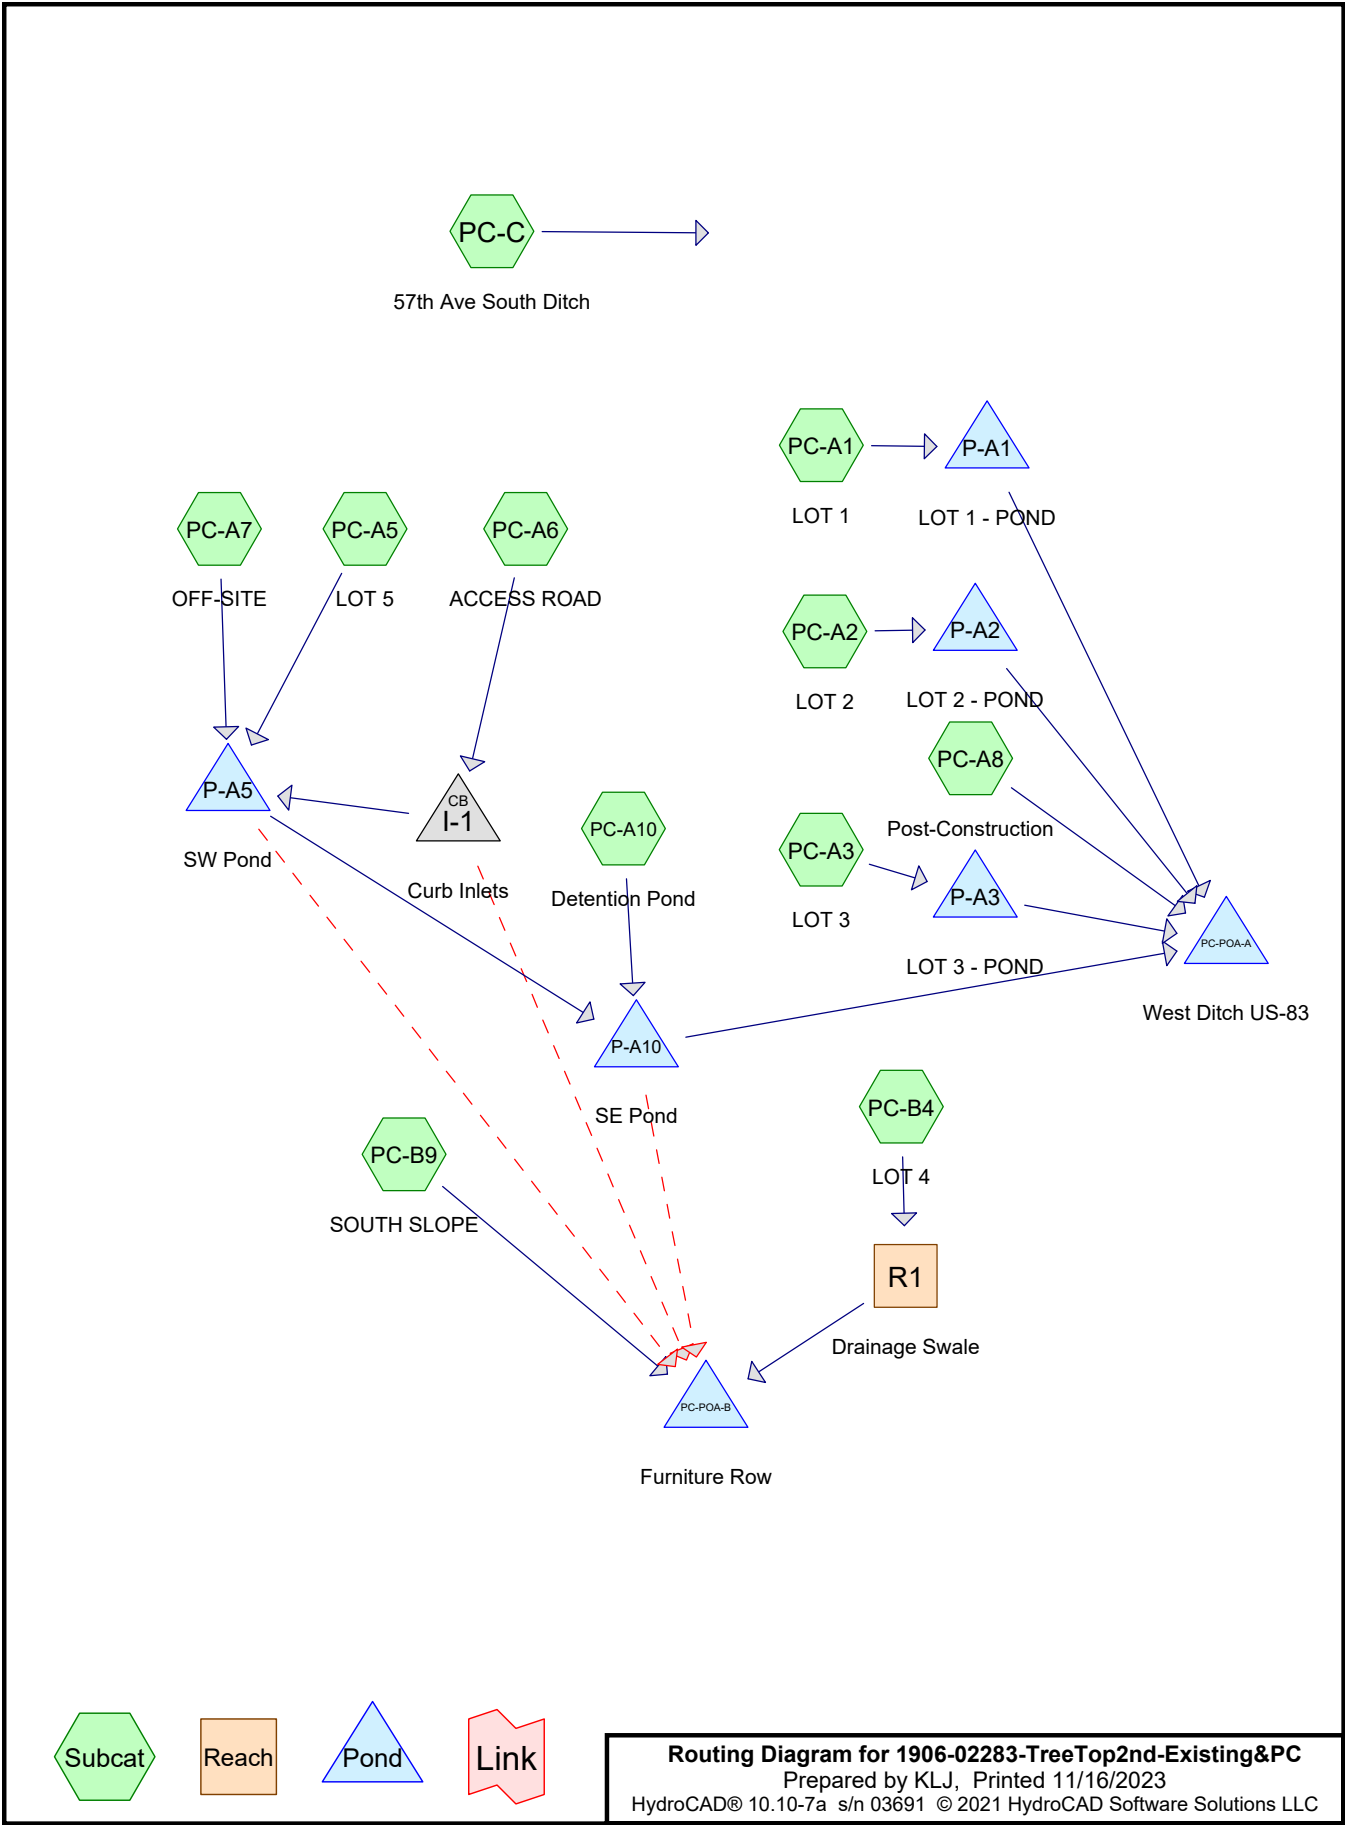 PC-C
57th Ave South Ditch
PC-A1
LOT 1
P-A1
LOT 1 - POND
PC-A7
OFF-SITE
PC-A5
LOT 5
PC-A6
ACCESS ROAD
PC-A2
LOT 2
P-A2
LOT 2 - POND
PC-A8
Post-Construction
P-A5
SW Pond
CB
I-1
Curb Inlets
PC-A10
Detention Pond
PC-A3
LOT 3
P-A3
LOT 3 - POND
PC-POA-A
West Ditch US-83
P-A10
SE Pond
PC-B4
LOT 4
PC-B9
SOUTH SLOPE
R1
Drainage Swale
PC-POA-B
Furniture Row
Subcat
Reach
Pond
Link
Routing Diagram for 1906-02283-TreeTop2nd-Existing&PC
Prepared by KLJ, Printed 11/16/2023
HydroCAD® 10.10-7a s/n 03691 © 2021 HydroCAD Software Solutions LLC